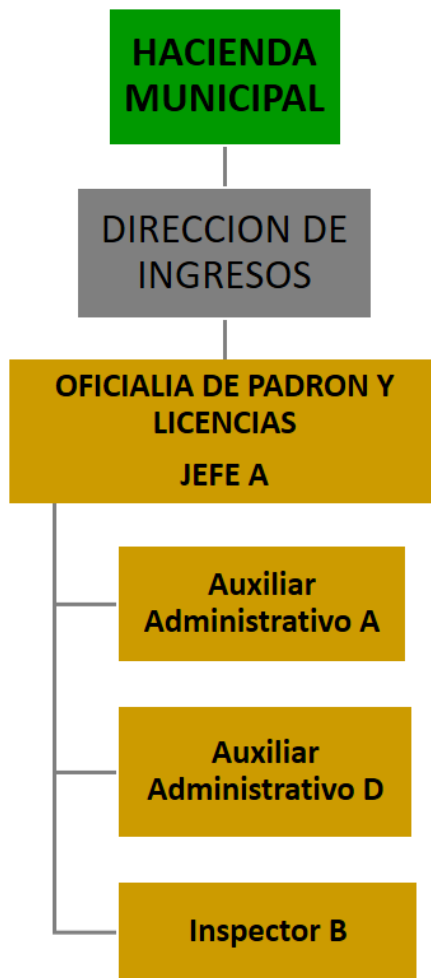 HACIENDA
MUNICIPAL
DIRECCION DE
INGRESOS
OFICIALIA DE PADRON Y
LICENCIAS
JEFE A
Auxiliar
Administrativo A
Auxiliar
Administrativo D
Inspector B